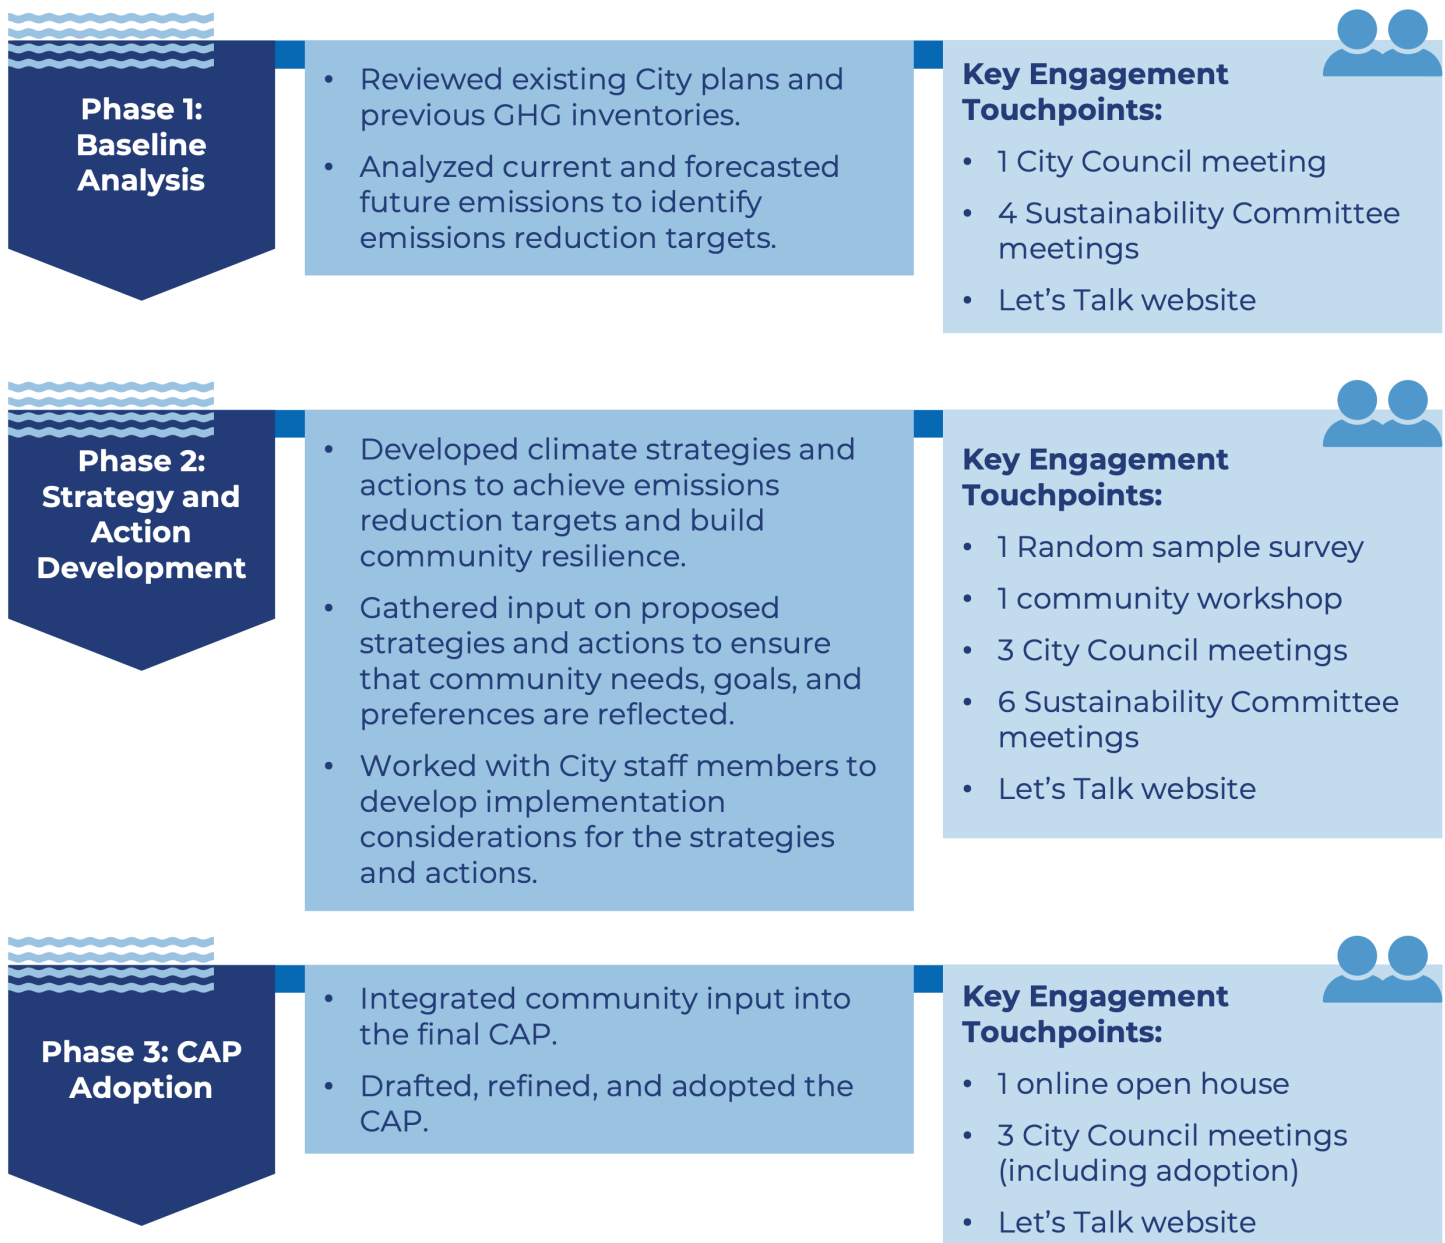 Phase 1:
Baseline
Analysis
• Reviewed existing City plans and
previous GHG inventories.
• Analyzed current and forecasted
future emissions to identify
emissions reduction targets.
Key Engagement
Touchpoints:
• 1 City Council meeting
• 4 Sustainability Committee
meetings
• Let’s Talk website
Phase 2:
Strategy and
Action
Development
• Developed climate strategies and
actions to achieve emissions
reduction targets and build
community resilience.
• Gathered input on proposed
strategies and actions to ensure
that community needs, goals, and
preferences are reflected.
• Worked with City staff members to
develop implementation
considerations for the strategies
and actions.
Key Engagement
Touchpoints:
• 1 Random sample survey
• 1 community workshop
• 3 City Council meetings
• 6 Sustainability Committee
meetings
• Let’s Talk website
Phase 3: CAP
Adoption
• Integrated community input into
the final CAP.
• Drafted, refined, and adopted the
CAP.
Key Engagement
Touchpoints:
• 1 online open house
• 3 City Council meetings
(including adoption)
• Let’s Talk website